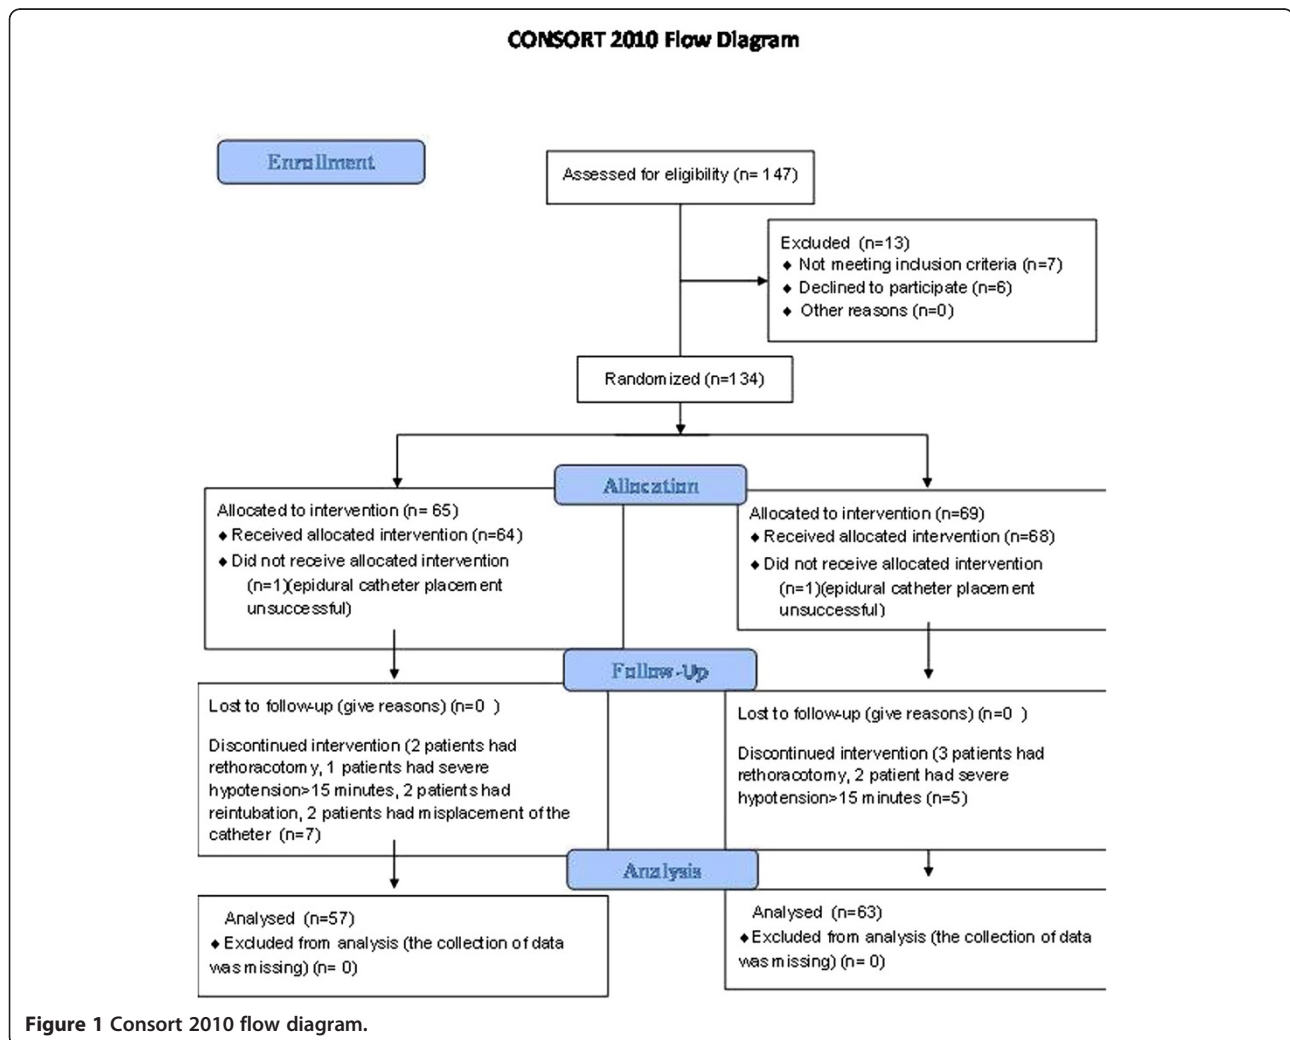 CONSORT 2010 Flow Diagram
Enrollment
Assessed for eligibility (n= 147)
Excluded (n=13)
♦ Not meeting inclusion criteria (n=7)
♦ Declined to participate (n=6)
♦ Other reasons (n=0)
Randomized (n=134)
Allocation
Allocated to intervention (n= 65)
♦ Received allocated intervention (n=64)
♦ Did not receive allocated intervention
(n=1)(epidural catheter placement
unsuccessful)
Allocated to intervention (n=69)
♦ Received allocated intervention (n=68)
♦ Did not receive allocated intervention
(n=1)(epidural catheter placement
unsuccessful)
Follow-Up
Lost to follow-up (give reasons) (n=0 )
Discontinued intervention (2 patients had
rethoracotomy, 1 patients had severe
hypotension>15 minutes, 2 patients had
reintubation, 2 patients had misplacement of the
catheter (n=7)
Lost to follow-up (give reasons) (n=0 )
Discontinued intervention (3 patients had
rethoracotomy, 2 patient had severe
hypotension>15 minutes (n=5)
Analysis
Analysed (n=57)
♦ Excluded from analysis (the collection of data
was missing) (n= 0)
Analysed (n=63)
♦ Excluded from analysis (the collection of data
was missing) (n= 0)
Figure 1 Consort 2010 flow diagram.